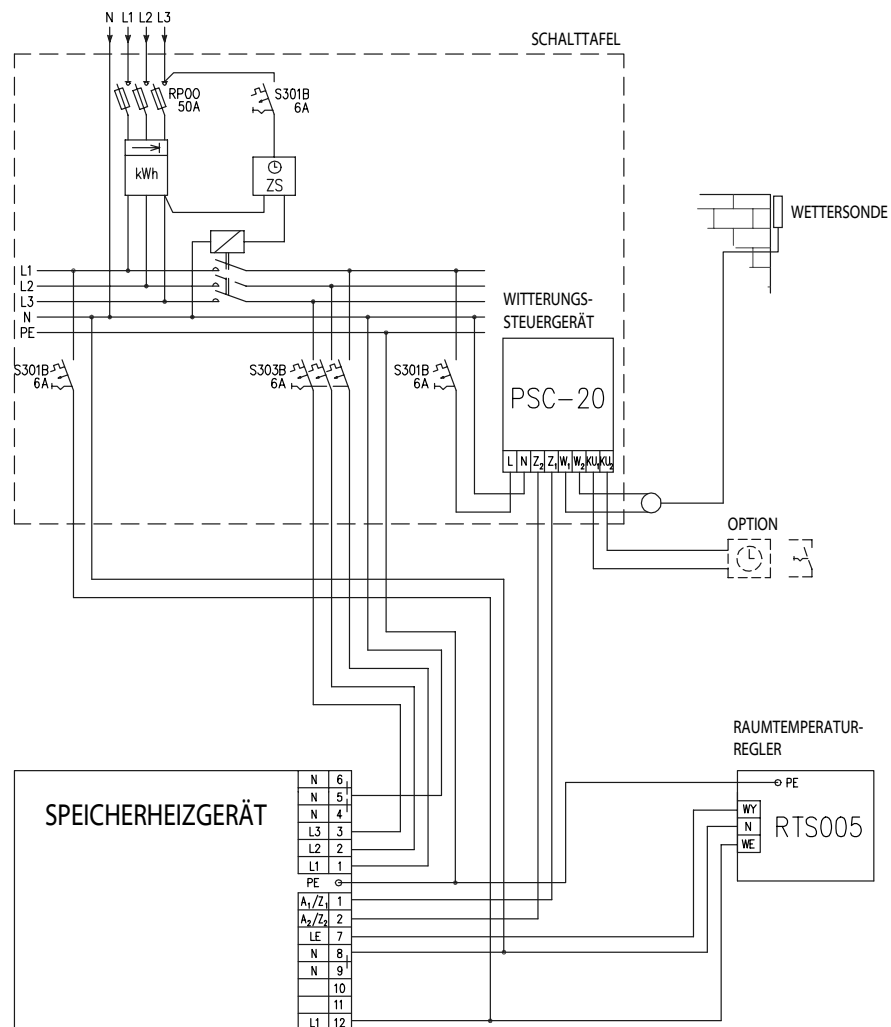 N L1 L2 L3
SCHALTTAFEL
RP00
50A
S301B
6A
kWh
ZS
WETTERSONDE
L1
L2
L3
N
PE
WITTERUNGS-
STEUERGERÄT
S301B
6A
S303B
6A
S301B
6A
PSC-20
L N Z2 Z1 W1 W2 KU1 KU2
OPTION
RAUMTEMPERATUR-
REGLER
SPEICHERHEIZGERÄT
N 6
N 5
N 4
L3 3
L2 2
L1 1
PE
A1/Z1 1
A2/Z2 2
LE 7
N 8
N 9
10
11
L1 12
PE
WY
N
WE
RTS005